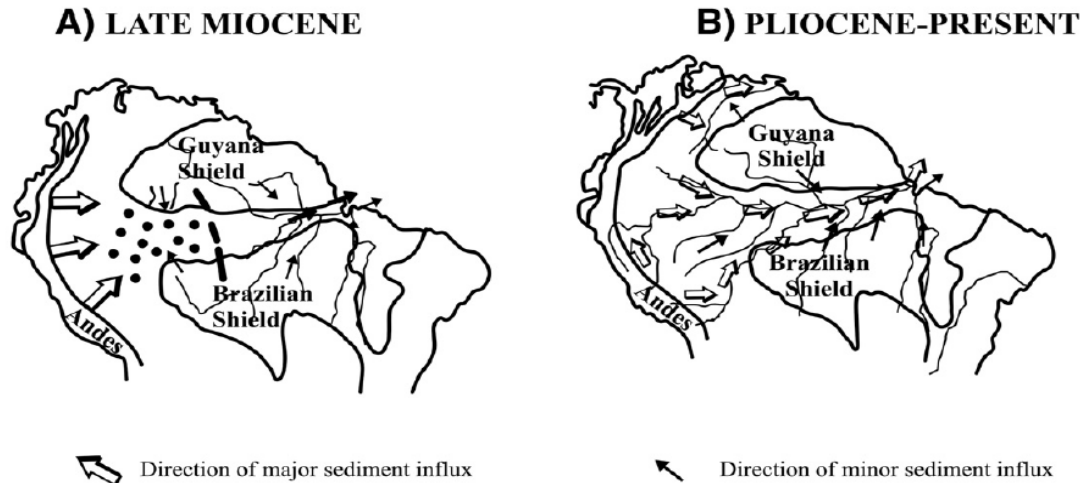 A) LATE MIOCENE
Guyana
Shield
Brazilian
Shield
Andes
B) PLIOCENE-PRESENT
Guyana
Shield
Brazilian
Shield
Andes
Direction of major sediment influx
Direction of minor sediment influx